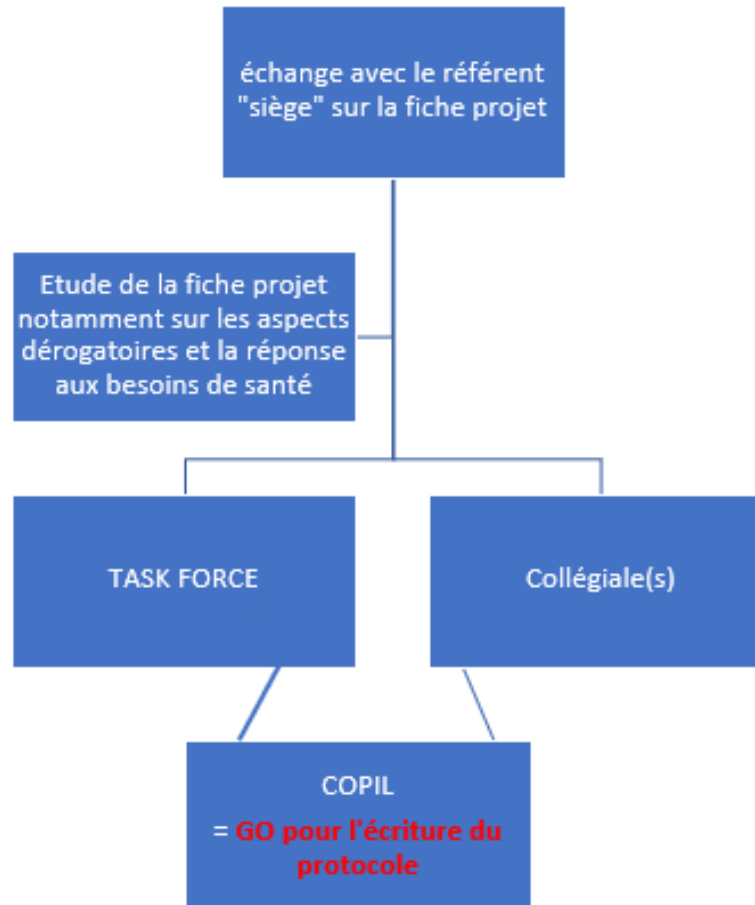 échange avec le référent
"siège" sur la fiche projet
Etude de la fiche projet
notamment sur les aspects
dérogatoires et la réponse
aux besoins de santé
TASK FORCE
Collégiale(s)
COPIL
= GO pour l'écriture du
protocole